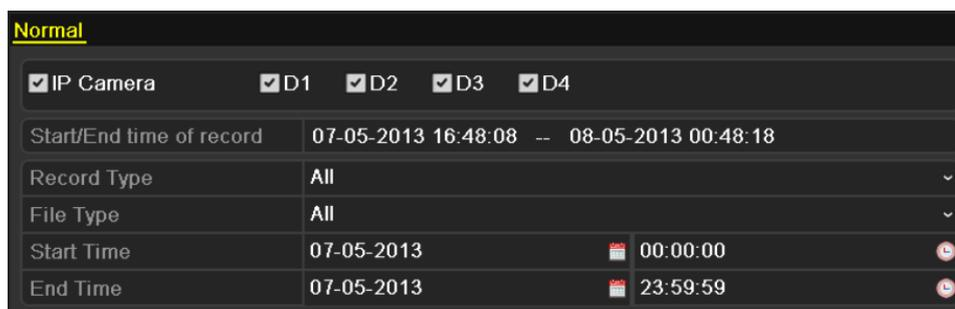 Normal
IP Camera D1 D2 D3 D4
Start/End time of record 07-05-2013 16:48:08 -- 08-05-2013 00:48:18
Record Type All
File Type All
Start Time 07-05-2013 00:00:00
End Time 07-05-2013 23:59:59